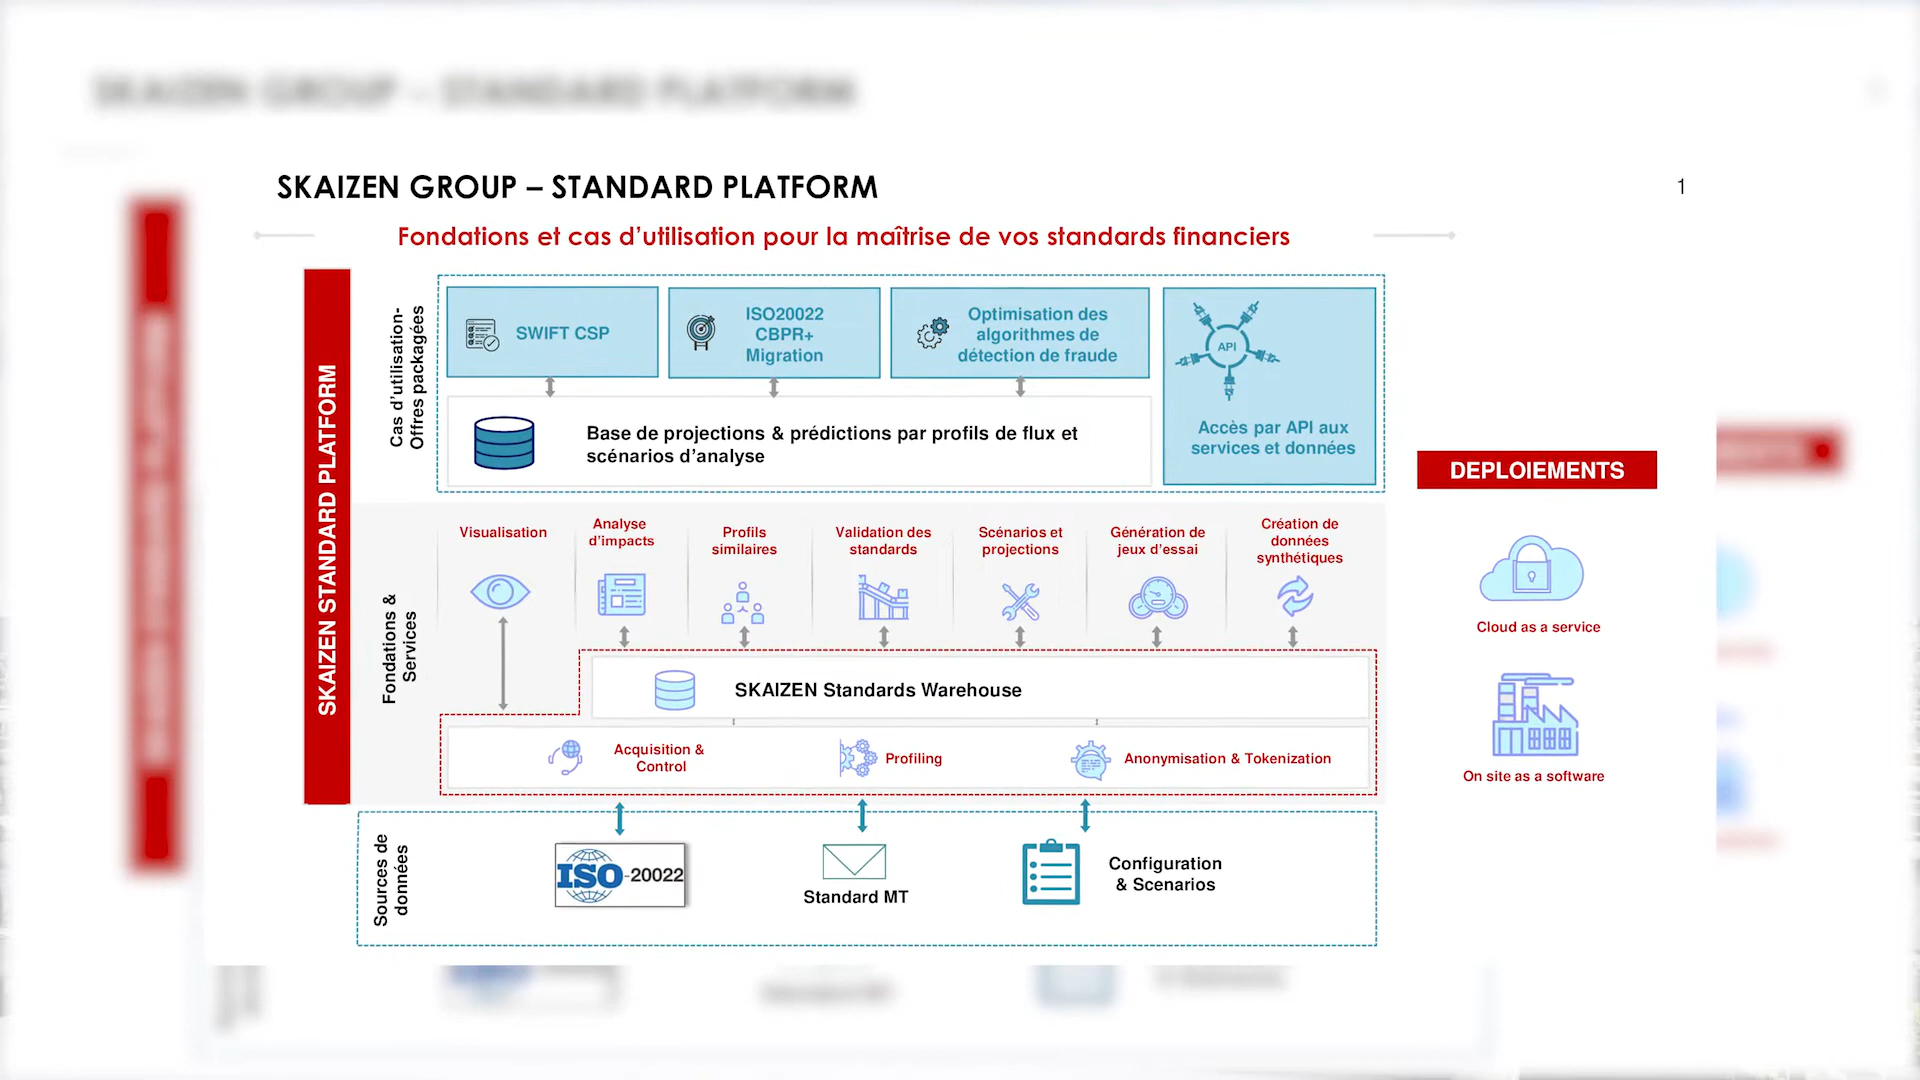 SKAIZEN GROUP – STANDARD PLATFORM
1
Fondations et cas d’utilisation pour la maîtrise de vos standards financiers
SKAIZEN STANDARD PLATFORM
Cas d’utilisation-
Offres packagées
SWIFT CSP
ISO20022
CBPR+
Migration
Optimisation des
algorithmes de
détection de fraude
API
Accès par API aux
services et données
Base de projections & prédictions par profils de flux et
scénarios d’analyse
DEPLOIEMENTS
Cloud as a service
On site as a software
Fondations &
Services
Visualisation
Analyse
d’impacts
Profils
similaires
Validation des
standards
Scénarios et
projections
Génération de
jeux d’essai
Création de
données
synthétiques
SKAIZEN Standards Warehouse
Acquisition &
Control
Profiling
Anonymisation & Tokenization
Sources de
données
ISO-20022
Standard MT
Configuration
& Scenarios